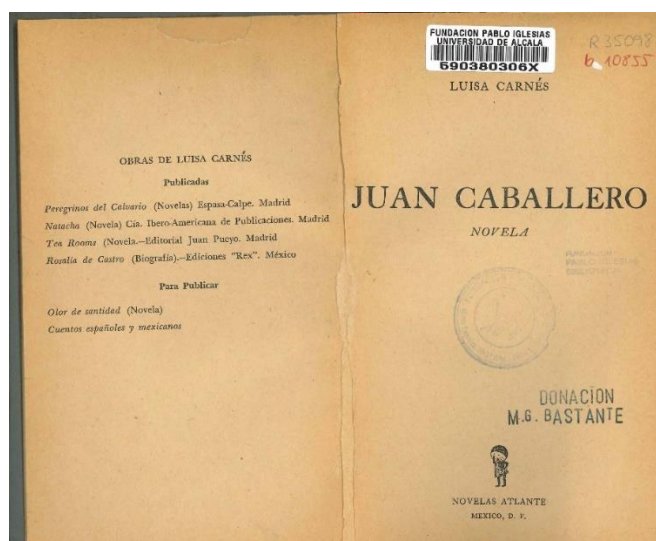 OBRAS DE LUISA CARNÉS
Publicadas
Peregrinos del Calvario (Novelas) Espasa-Calpe. Madrid
Natacha (Novela) Cía. Ibero-Americana de Publicaciones. Madrid
Tea Rooms (Novela.—Editorial Juan Pueyo. Madrid
Rosalía de Castro (Biografía).—Ediciones "Rex". México
Para Publicar
Olor de santidad (Novela)
Cuentos españoles y mexicanos
FUNDACION PABLO IGLESIAS
UNIVERSIDAD DE ALCALA
590380306X
R 35098
b 10855
LUISA CARNÉS
JUAN CABALLERO
NOVELA
DONACION
M.G. BASTANTE
NOVELAS ATLANTE
MEXICO, D. F.